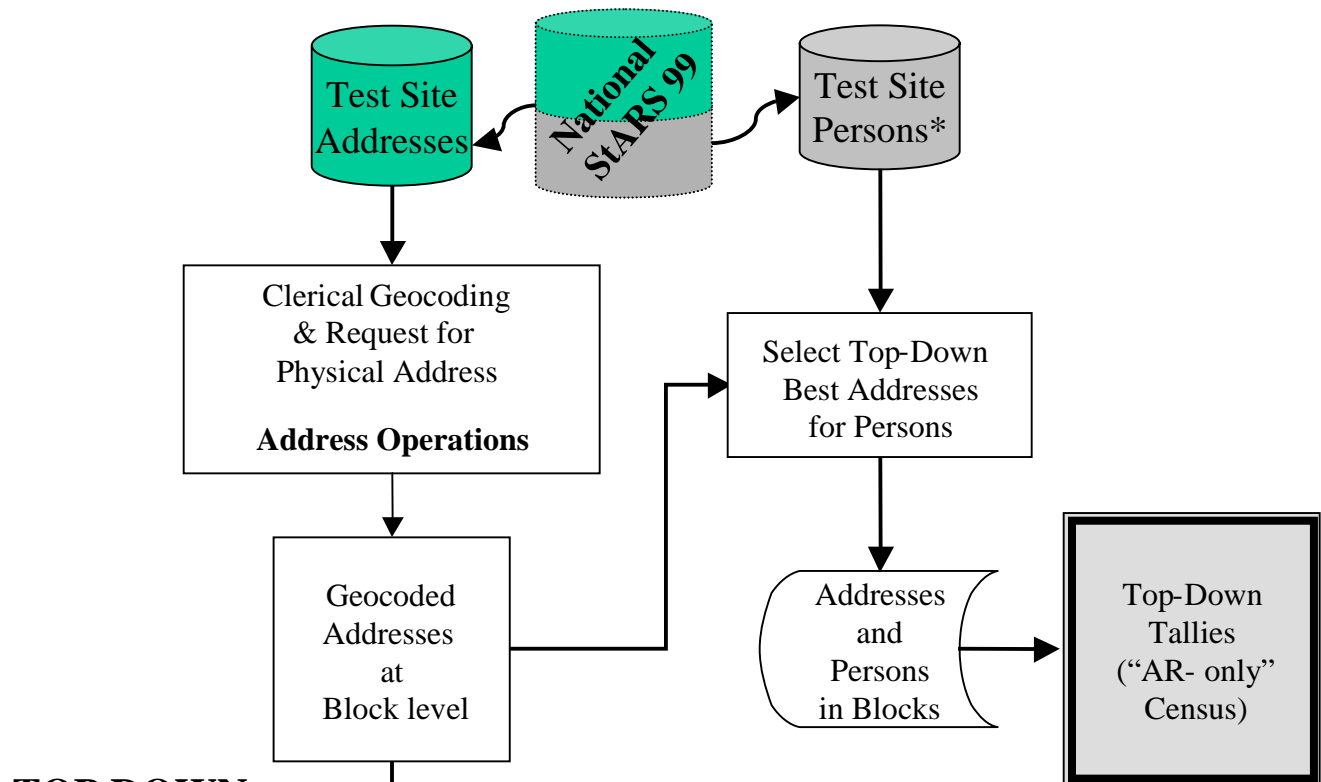 Test Site
Addresses
National
StARS 99
Test Site
Persons*
Clerical Geocoding
& Request for
Physical Address
Address Operations
Select Top-Down
Best Addresses
for Persons
Geocoded
Addresses
at
Block level
Addresses
and
Persons
in Blocks
Top-Down
Tallies
(“AR- only”
Census)
TOP DOWN